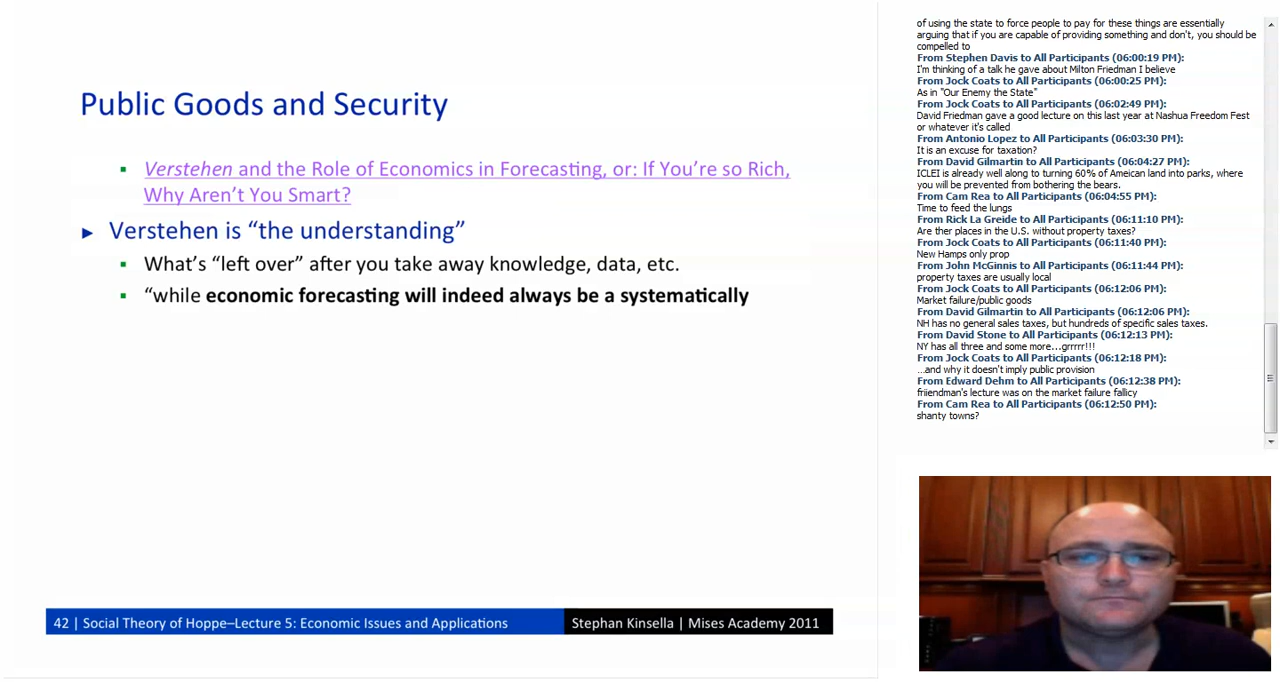 Public Goods and Security
▪ Verstehen and the Role of Economics in Forecasting, or: If You’re so Rich,
Why Aren’t You Smart?
► Verstehen is “the understanding”
▪ What’s “left over” after you take away knowledge, data, etc.
▪ “while economic forecasting will indeed always be a systematically
42 | Social Theory of Hoppe–Lecture 5: Economic Issues and Applications
Stephan Kinsella | Mises Academy 2011
of using the state to force people to pay for these things are essentially
arguing that if you are capable of providing something and don't, you should be
compelled to
From Stephen Davis to All Participants (06:00:19 PM):
I'm thinking of a talk he gave about Milton Friedman I believe
From Jock Coats to All Participants (06:00:25 PM):
As in "Our Enemy the State"
From Jock Coats to All Participants (06:02:49 PM):
David Friedman gave a good lecture on this last year at Nashua Freedom Fest
or whatever it's called
From Antonio Lopez to All Participants (06:03:30 PM):
It is an excuse for taxation?
From David Gilmartin to All Participants (06:04:27 PM):
ICLEI is already well along to turning 60% of Ameican land into parks, where
you will be prevented from bothering the bears.
From Cam Rea to All Participants (06:04:55 PM):
Time to feed the lungs
From Rick La Greide to All Participants (06:11:10 PM):
Are ther places in the U.S. without property taxes?
From Jock Coats to All Participants (06:11:40 PM):
New Hamps only prop
From John McGinnis to All Participants (06:11:44 PM):
property taxes are usually local
From Jock Coats to All Participants (06:12:06 PM):
Market failure/public goods
From David Gilmartin to All Participants (06:12:06 PM):
NH has no general sales taxes, but hundreds of specific sales taxes.
From David Stone to All Participants (06:12:13 PM):
NY has all three and some more...grrrrr!!!
From Jock Coats to All Participants (06:12:18 PM):
...and why it doesn't imply public provision
From Edward Dehm to All Participants (06:12:38 PM):
friiendman's lecture was on the market failure fallicy
From Cam Rea to All Participants (06:12:50 PM):
shanty towns?